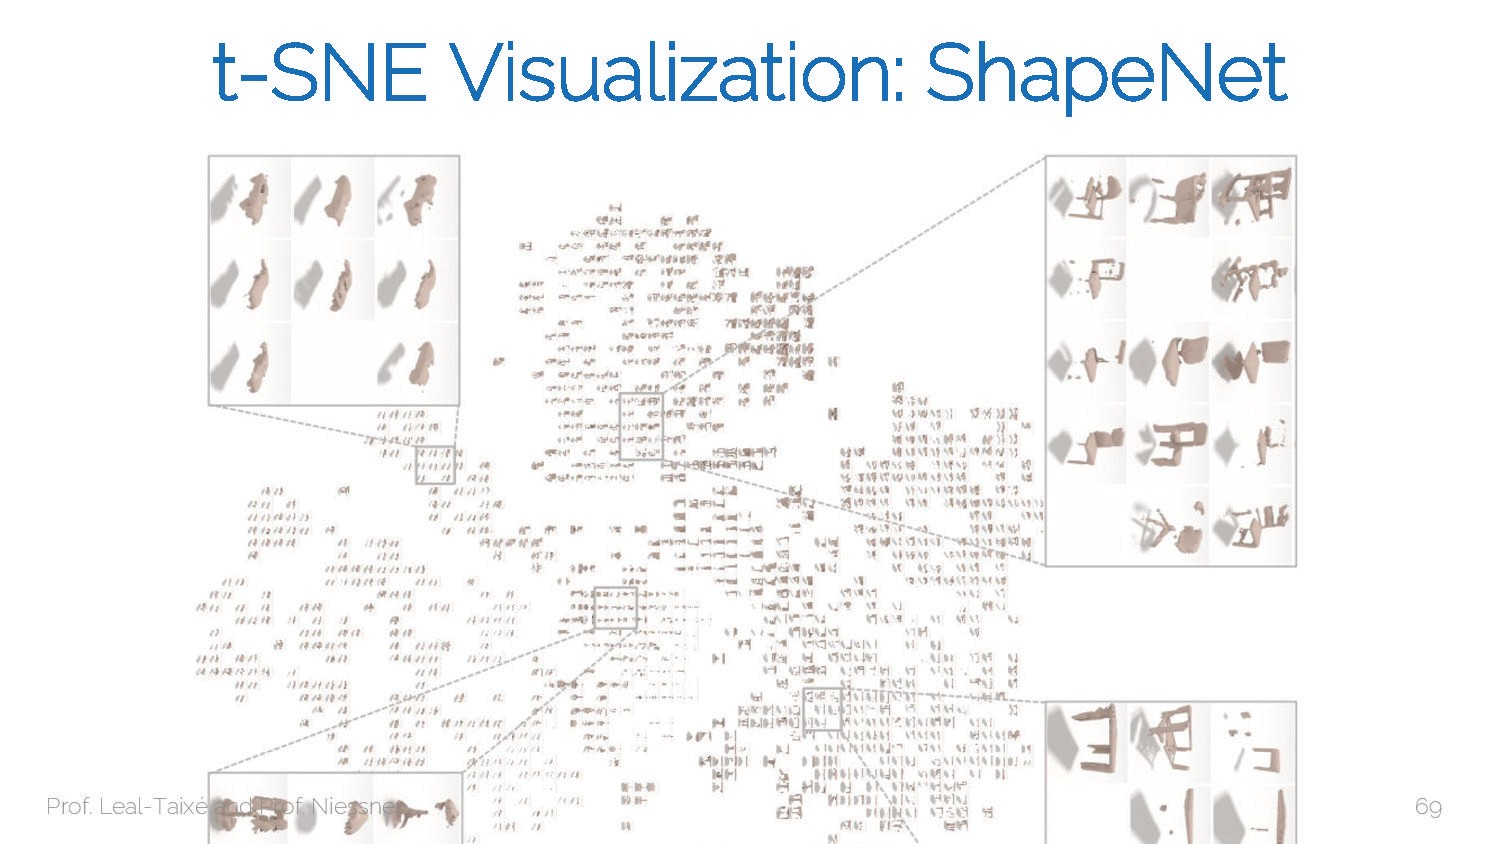 t-SNE Visualization: ShapeNet
Prof. Leal-Taixé and Prof. Niessner
69